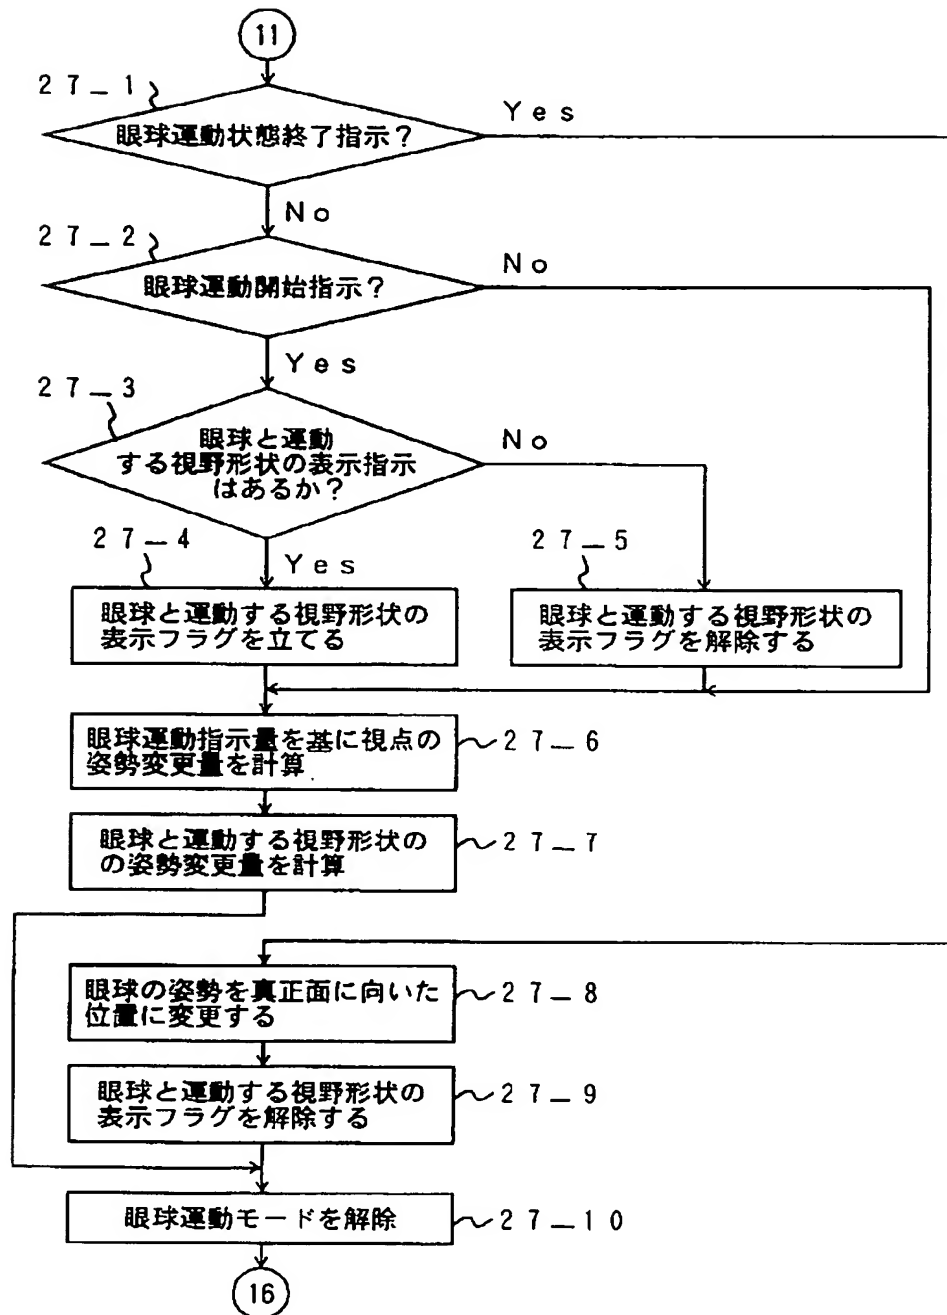 11
27_1
眼球運動状態終了指示?
Yes
No
27_2
眼球運動開始指示?
No
Yes
27_3
眼球と運動
する視野形状の表示指示
はあるか?
No
Yes
27_4
眼球と運動する視野形状の
表示フラグを立てる
27_5
眼球と運動する視野形状の
表示フラグを解除する
眼球運動指示量を基に視点の
姿勢変更量を計算
27_6
眼球と運動する視野形状の
の姿勢変更量を計算
27_7
眼球の姿勢を真正面に向いた
位置に変更する
27_8
眼球と運動する視野形状の
表示フラグを解除する
27_9
眼球運動モードを解除
27_10
16